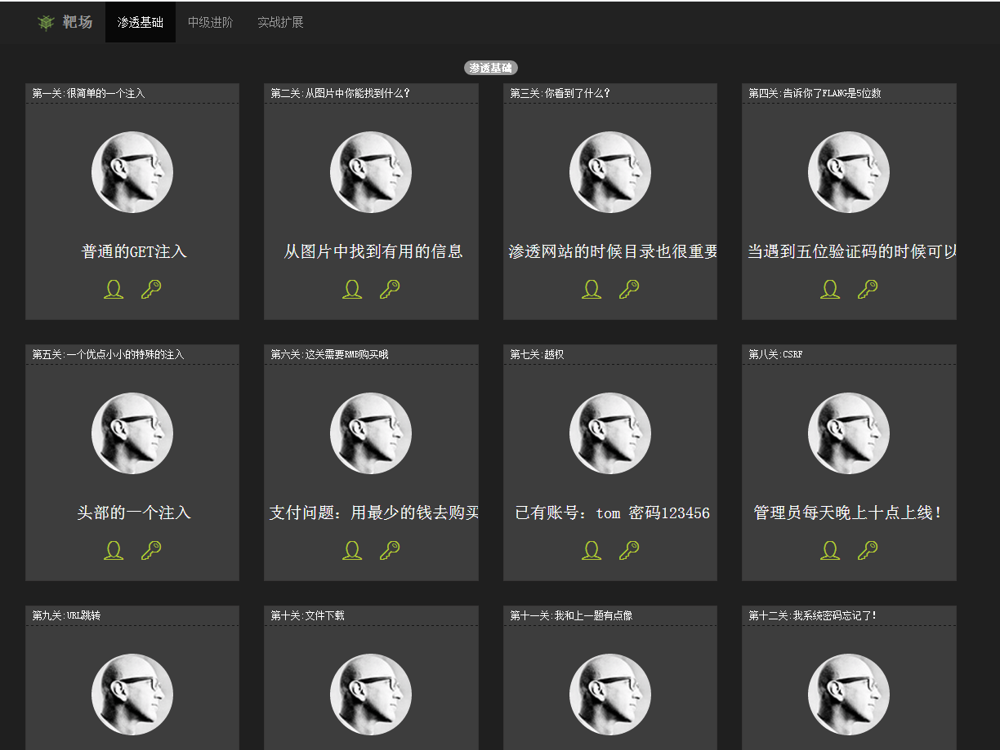 靶场 渗透基础 中级进阶 实战扩展
渗透基础
第一关:很简单的一个注入
普通的GET注入
第二关:从图片中你能找到什么?
从图片中找到有用的信息
第三关:你看到了什么?
渗透网站的时候目录也很重要
第四关:告诉你了FLANG是5位数
当遇到五位验证码的时候可以
第五关:一个优点小小的特殊的注入
头部的一个注入
第六关:这关需要RMB购买哦
支付问题: 用最少的钱去购买
第七关:越权
已有账号: tom 密码123456
第八关:CSRF
管理员每天晚上十点上线!
第九关:URL跳转
第十关:文件下载
第十一关:我和上一题有点像
第十二关:我系统密码忘记了!